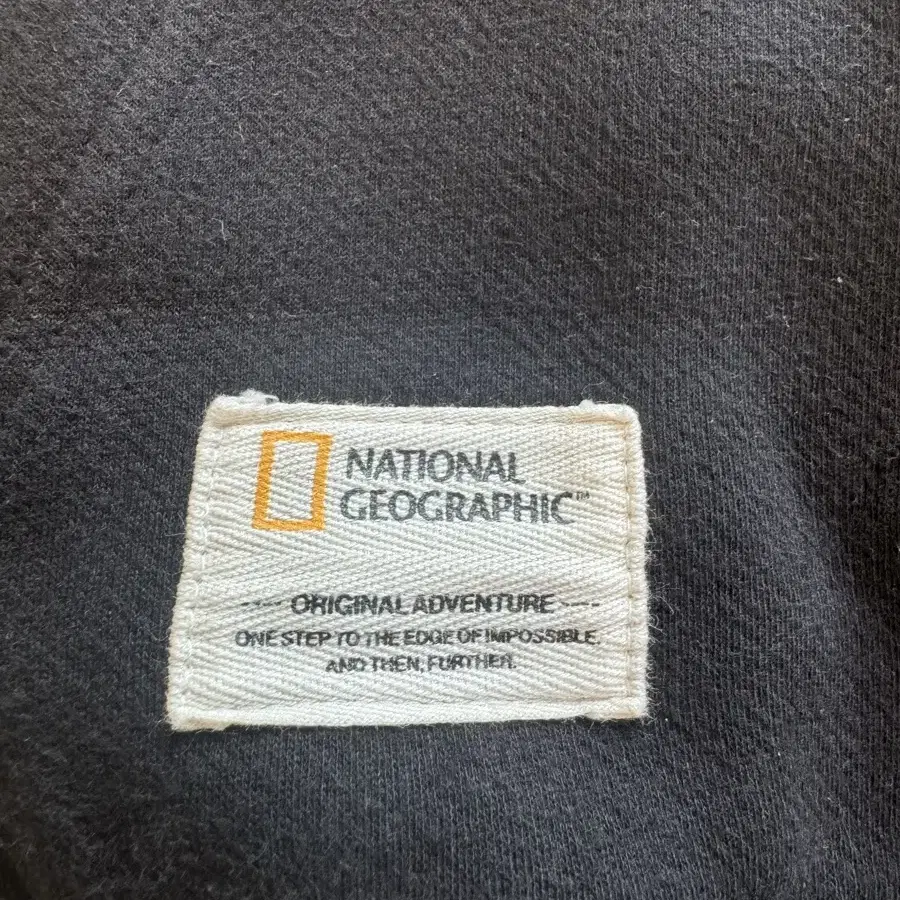 NATIONAL
GEOGRAPHIC™
---- ORIGINAL ADVENTURE ----
ONE STEP TO THE EDGE OF IMPOSSIBLE.
AND THEN, FURTHER.